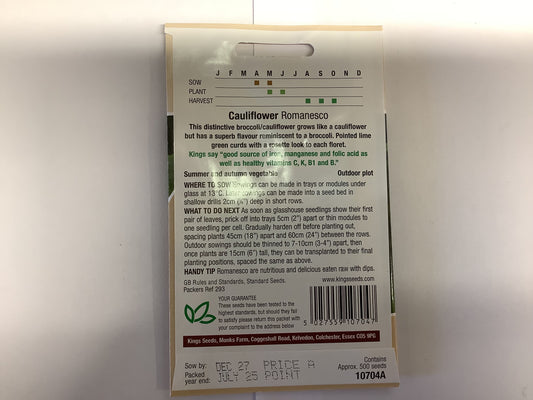 J F M A M J J A S O N D
SOW
PLANT
HARVEST
Cauliflower Romanesco
This distinctive broccoli/cauliflower grows like a cauliflower
but has a superb flavour reminiscent to a broccoli. Pointed lime
green curds with a rosette look to each floret.
Kings say "good source of iron, manganese and folic acid as
well as healthy vitamins C, K, B1 and B."
Summer and autumn vegetable Outdoor plot
WHERE TO SOW Sowings can be made in trays or modules under
glass at 13°C. Later sowings can be made into a seed bed in
shallow drills 2cm (¾") deep in short rows.
WHAT TO DO NEXT As soon as glasshouse seedlings show their first
pair of leaves, prick off into trays 5cm (2") apart or thin modules to
one seedling per cell. Gradually harden off before planting out,
spacing plants 45cm (18") apart and 60cm (24") between the rows.
Outdoor sowings should be thinned to 7-10cm (3-4") apart, then
once plants are 15cm (6") tall, they can be transplanted to their final
planting positions, spaced the same as above.
HANDY TIP Romanesco are nutritious and delicious eaten raw with dips.
GB Rules and Standards, Standard Seeds.
Packers Ref 293
www.kingsseeds.com
YOUR GUARANTEE
These seeds have been tested to the
highest standards, but should they fail
to satisfy please return this packet with
your complaint to the address below
5 027559 107047
Kings Seeds, Monks Farm, Coggeshall Road, Kelvedon, Colchester, Essex CO5 9PG
Sow by: DEC 27 PRICE A
Packed
year end: JULY 25 POINT
Contains
Approx. 500 seeds
10704A